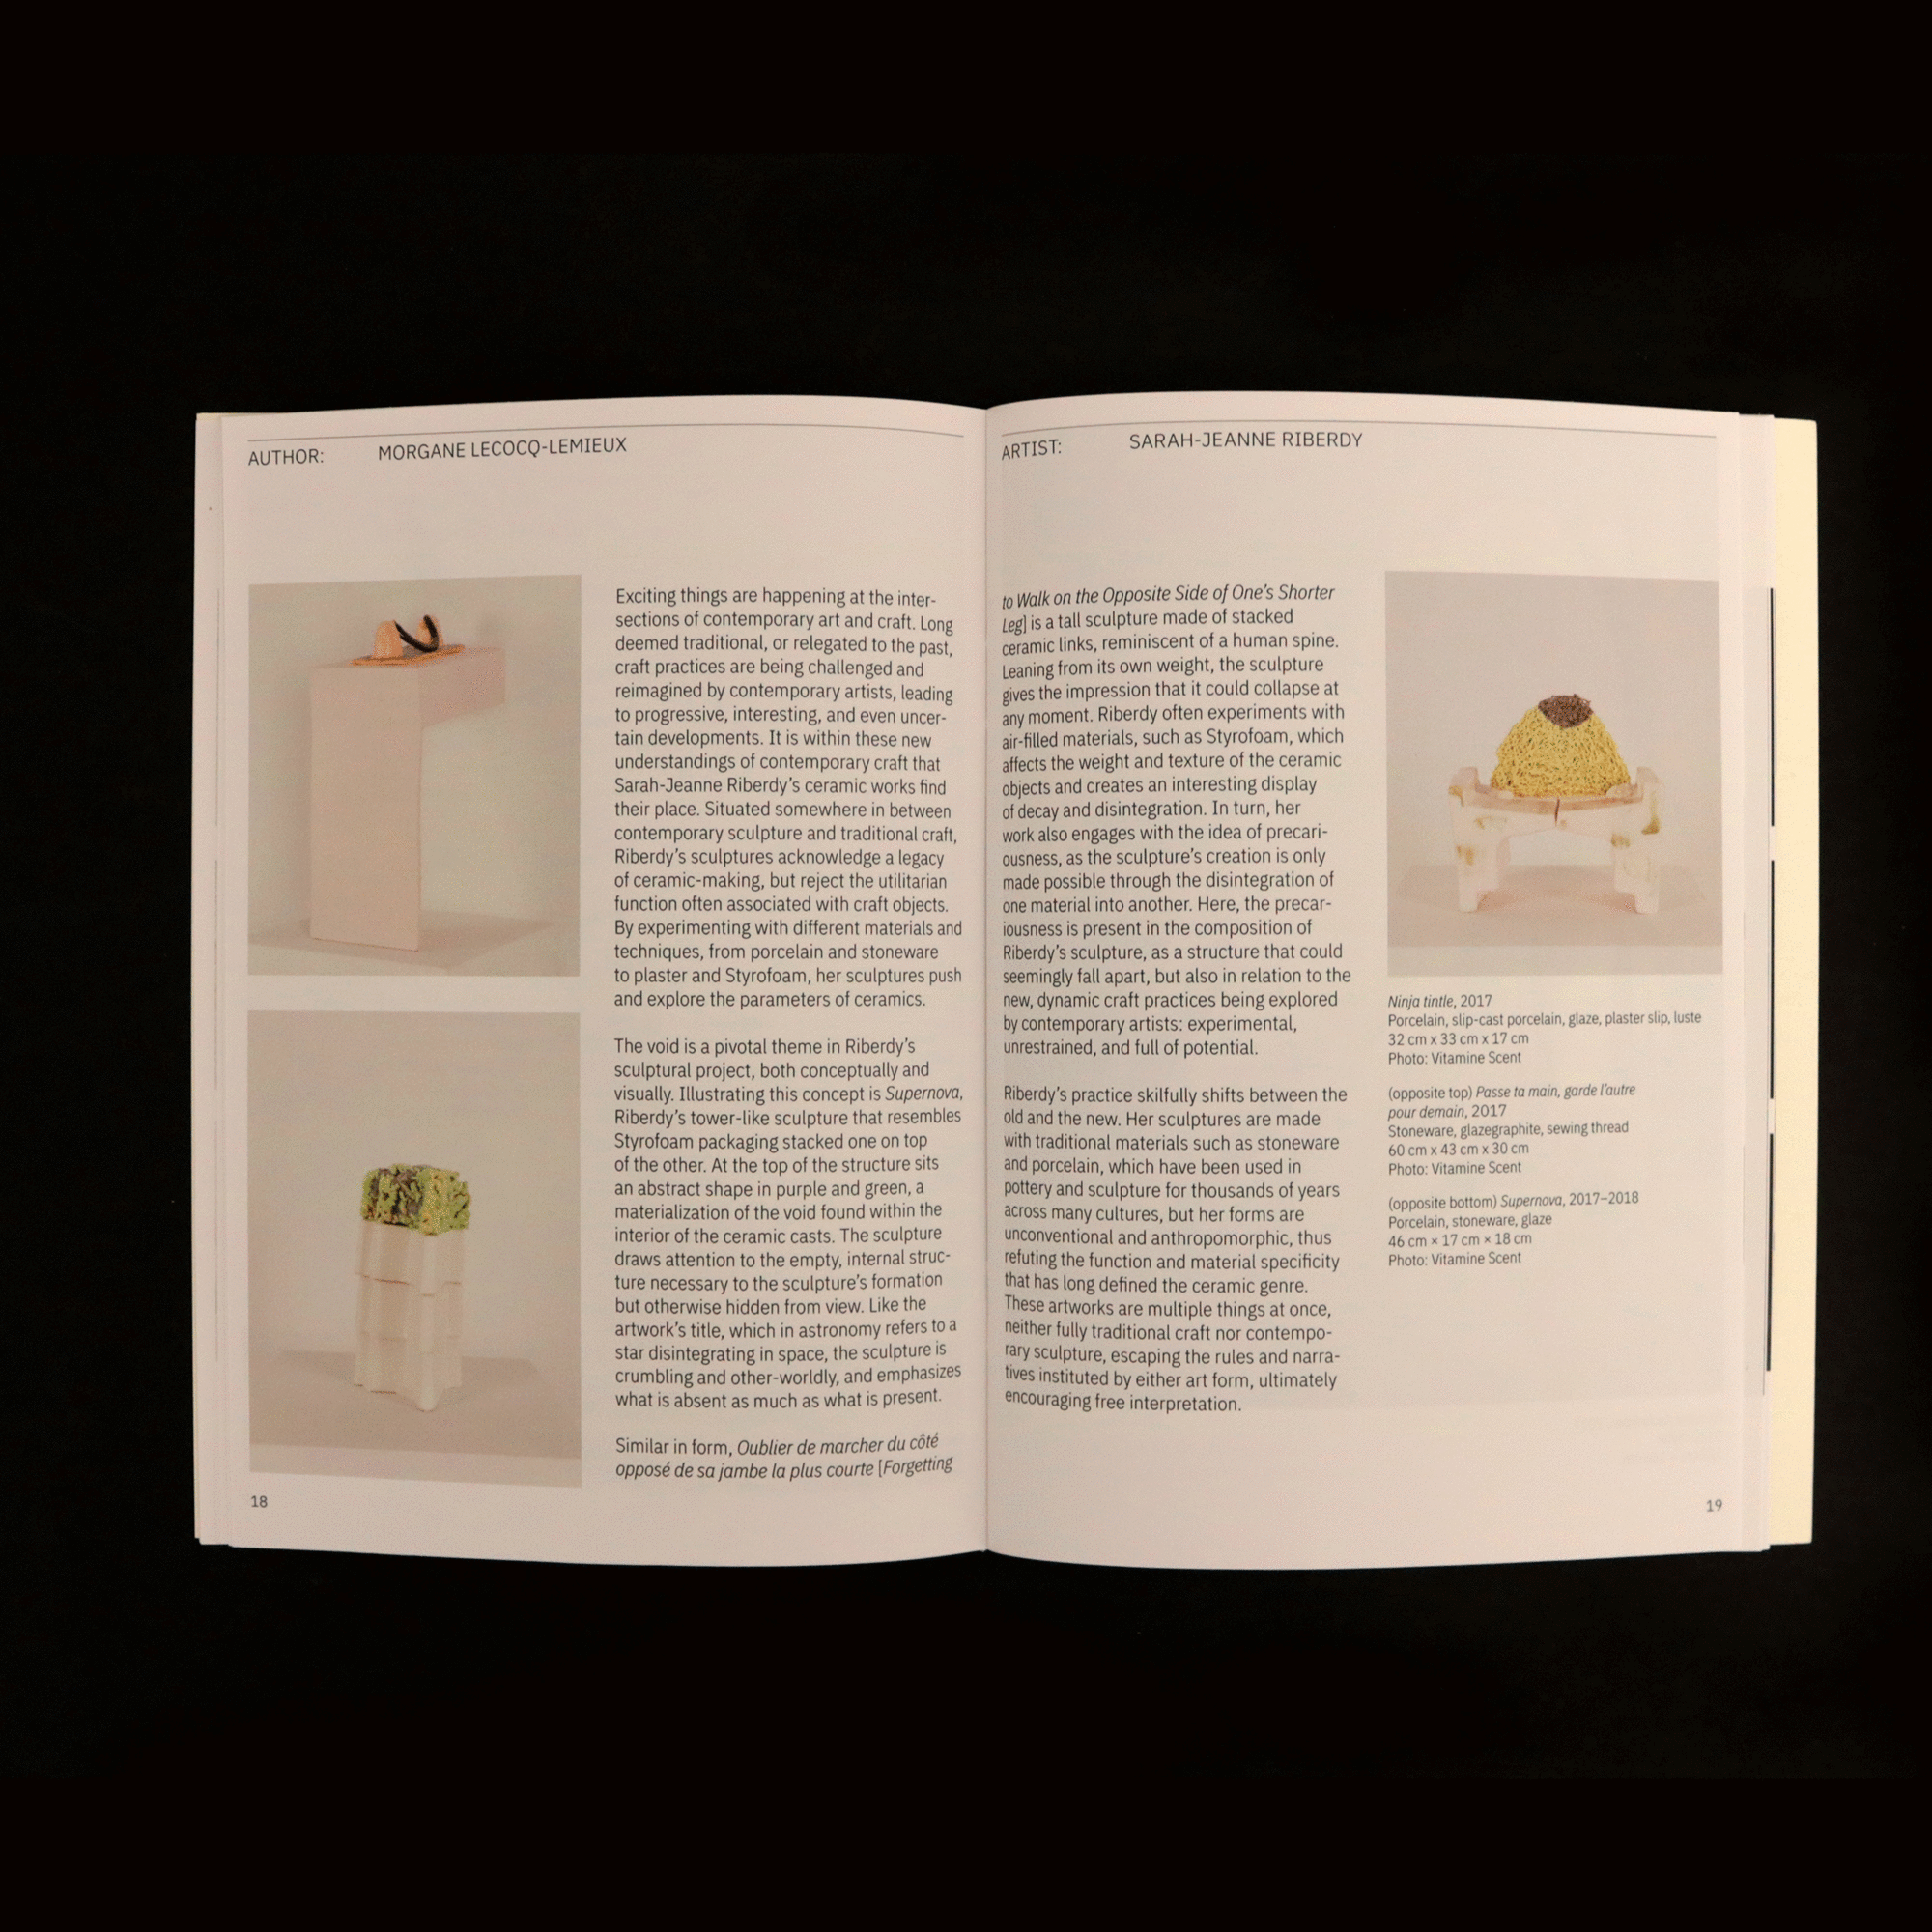 AUTHOR: MORGANE LECOCQ-LEMIEUX
Exciting things are happening at the inter-
sections of contemporary art and craft. Long
deemed traditional, or relegated to the past,
craft practices are being challenged and
reimagined by contemporary artists, leading
to progressive, interesting, and even uncer-
tain developments. It is within these new
understandings of contemporary craft that
Sarah-Jeanne Riberdy's ceramic works find
their place. Situated somewhere in between
contemporary sculpture and traditional craft,
Riberdy's sculptures acknowledge a legacy
of ceramic-making, but reject the utilitarian
function often associated with craft objects.
By experimenting with different materials and
techniques, from porcelain and stoneware
to plaster and Styrofoam, her sculptures push
and explore the parameters of ceramics.
The void is a pivotal theme in Riberdy's
sculptural project, both conceptually and
visually. Illustrating this concept is Supernova,
Riberdy's tower-like sculpture that resembles
Styrofoam packaging stacked one on top
of the other. At the top of the structure sits
an abstract shape in purple and green, a
materialization of the void found within the
interior of the ceramic casts. The sculpture
draws attention to the empty, internal struc-
ture necessary to the sculpture's formation
but otherwise hidden from view. Like the
artwork's title, which in astronomy refers to a
star disintegrating in space, the sculpture is
crumbling and other-worldly, and emphasizes
what is absent as much as what is present.
Similar in form, Oublier de marcher du côté
opposé de sa jambe la plus courte [Forgetting
18
ARTIST: SARAH-JEANNE RIBERDY
to Walk on the Opposite Side of One's Shorter
Leg] is a tall sculpture made of stacked
ceramic links, reminiscent of a human spine.
Leaning from its own weight, the sculpture
gives the impression that it could collapse at
any moment. Riberdy often experiments with
air-filled materials, such as Styrofoam, which
affects the weight and texture of the ceramic
objects and creates an interesting display
of decay and disintegration. In turn, her
work also engages with the idea of precari-
ousness, as the sculpture's creation is only
made possible through the disintegration of
one material into another. Here, the precar-
iousness is present in the composition of
Riberdy's sculpture, as a structure that could
seemingly fall apart, but also in relation to the
new, dynamic craft practices being explored
by contemporary artists: experimental,
unrestrained, and full of potential.
Riberdy's practice skilfully shifts between the
old and the new. Her sculptures are made
with traditional materials such as stoneware
and porcelain, which have been used in
pottery and sculpture for thousands of years
across many cultures, but her forms are
unconventional and anthropomorphic, thus
refuting the function and material specificity
that has long defined the ceramic genre.
These artworks are multiple things at once,
neither fully traditional craft nor contempo-
rary sculpture, escaping the rules and narra-
tives instituted by either art form, ultimately
encouraging free interpretation.
Ninja tintle, 2017
Porcelain, slip-cast porcelain, glaze, plaster slip, luste
32 cm x 33 cm x 17 cm
Photo: Vitamine Scent
(opposite top) Passe ta main, garde l'autre
pour demain, 2017
Stoneware, glazegraphite, sewing thread
60 cm x 43 cm x 30 cm
Photo: Vitamine Scent
(opposite bottom) Supernova, 2017–2018
Porcelain, stoneware, glaze
46 cm × 17 cm × 18 cm
Photo: Vitamine Scent
19